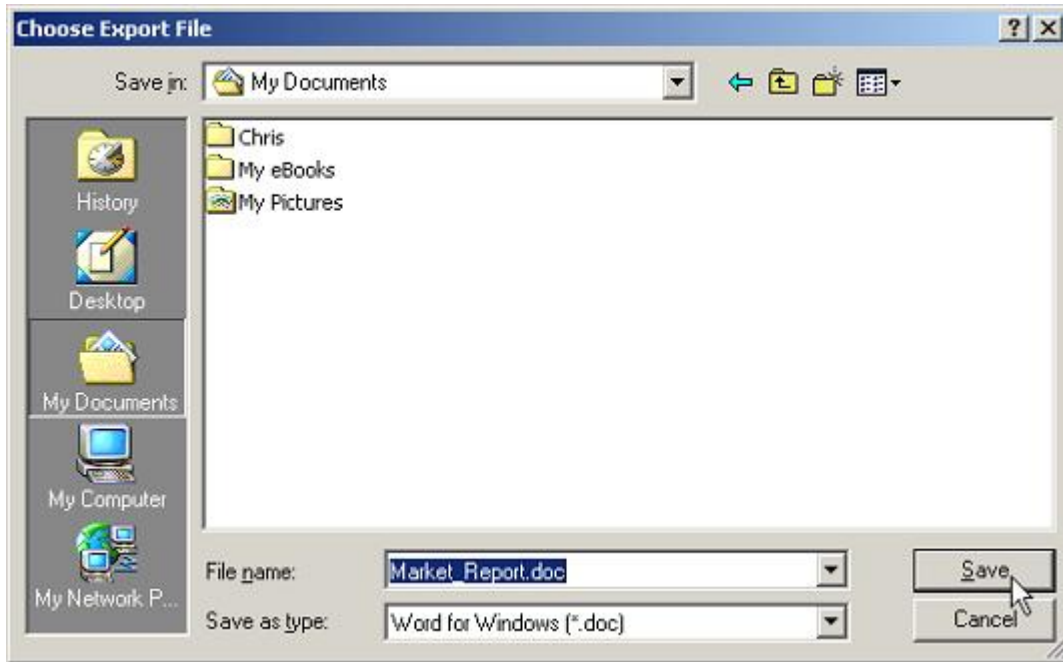 Choose Export File
Save in: My Documents
Chris
My eBooks
My Pictures
History
Desktop
My Documents
My Computer
My Network P...
File name: Market_Report.doc Save
Save as type: Word for Windows (*.doc) Cancel